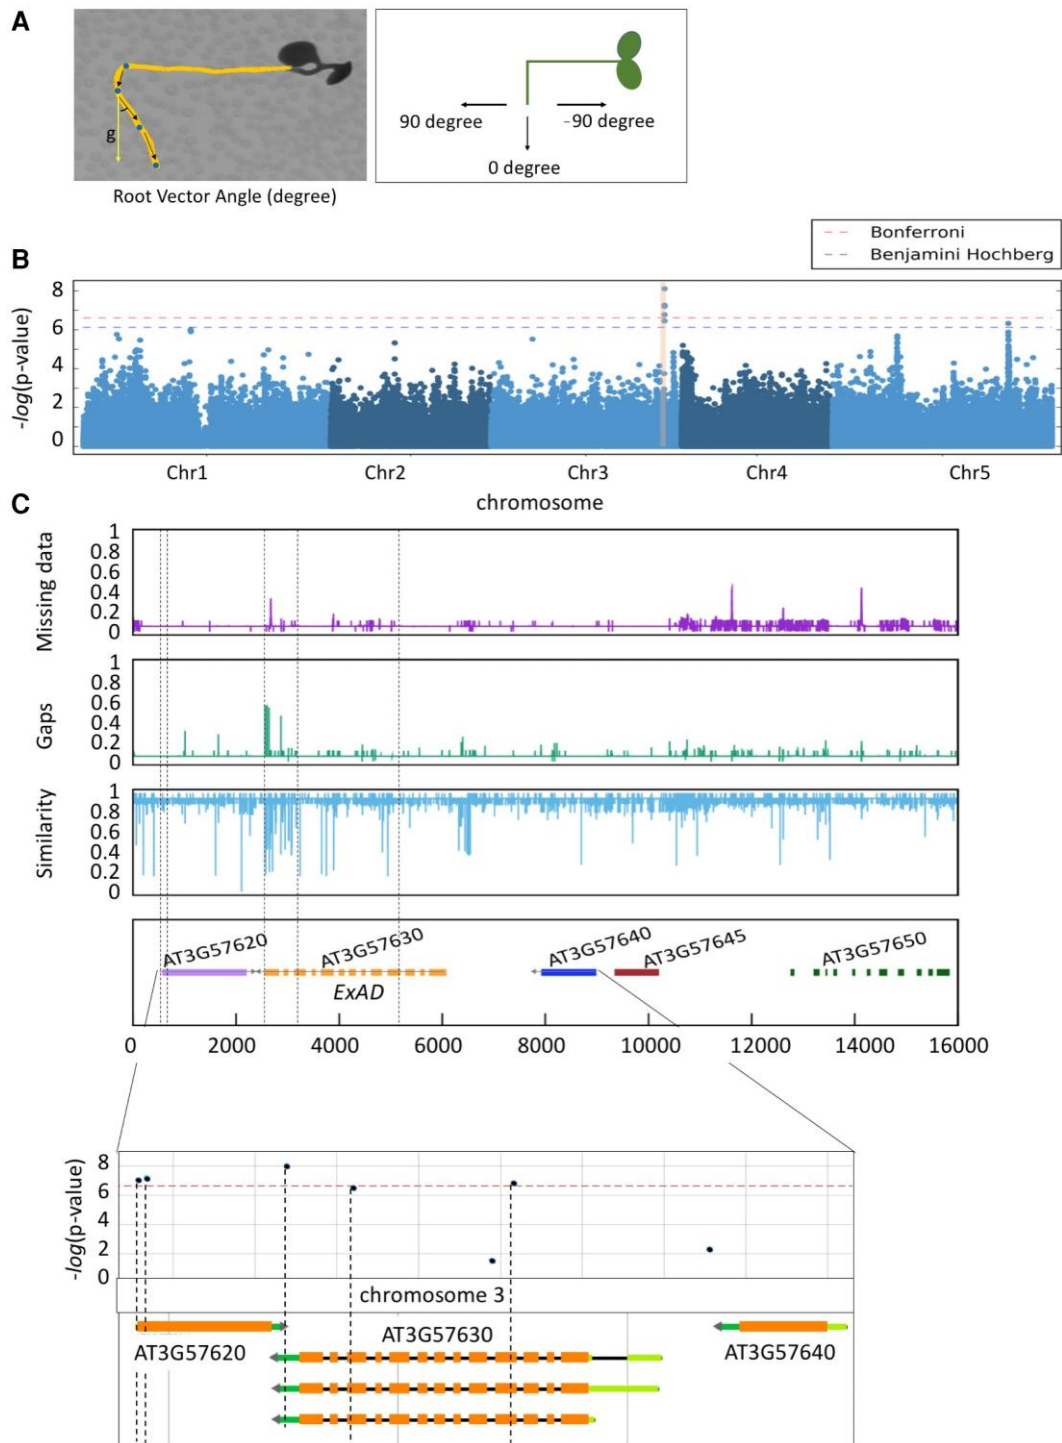 A
g
Root Vector Angle (degree)
90 degree
-90 degree
0 degree
Bonferroni
Benjamini Hochberg
B
-log(p-value)
8
6
4
2
0
Chr1 Chr2 Chr3 Chr4 Chr5
chromosome
C
Missing data
1
0.8
0.6
0.4
0.2
0
Gaps
1
0.8
0.6
0.4
0.2
0
Similarity
1
0.8
0.6
0.4
0.2
0
AT3G57620 AT3G57630 AT3G57640 AT3G57645 AT3G57650
ExAD
0 2000 4000 6000 8000 10000 12000 14000 16000
-log(p-value)
8
6
4
2
0
chromosome 3
AT3G57620 AT3G57630 AT3G57640